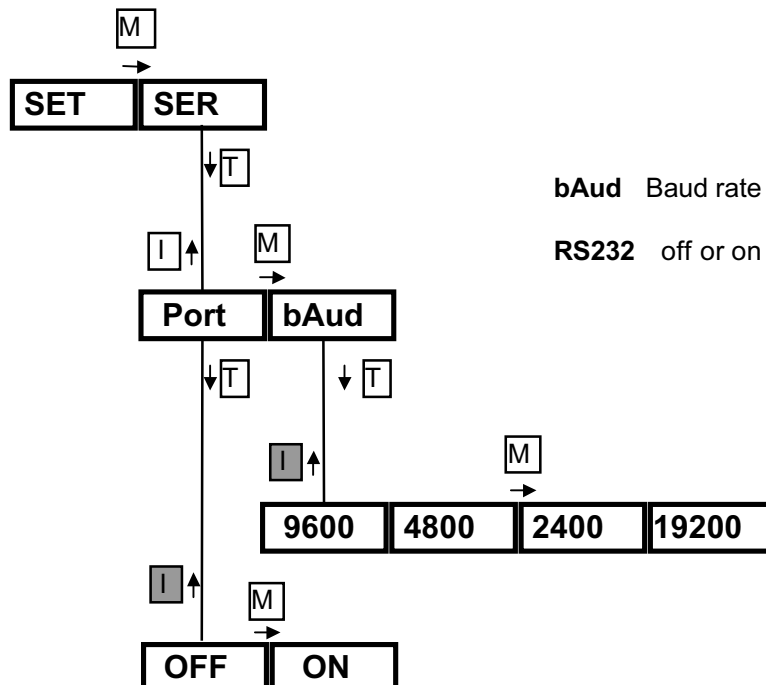 M
SET SER
T
bAud Baud rate
I M
RS232 off or on
Port bAud
T T
I M
9600 4800 2400 19200
I M
OFF ON